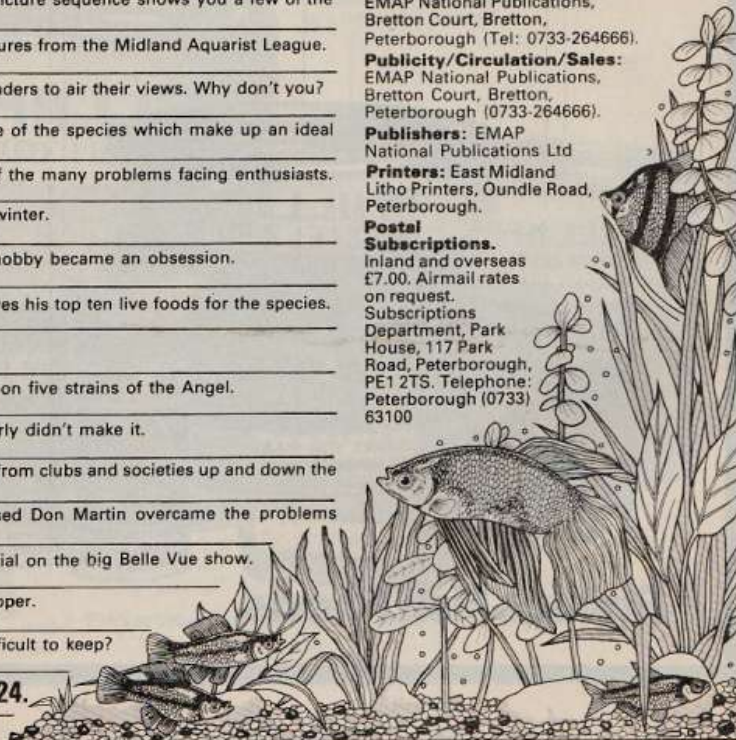 picture sequence shows you a few of the
ures from the Midland Aquarist League.
ders to air their views. Why don't you?
e of the species which make up an ideal
f the many problems facing enthusiasts.
winter.
hobby became an obsession.
es his top ten live foods for the species.
on five strains of the Angel.
rly didn't make it.
from clubs and societies up and down the
sed Don Martin overcame the problems
ial on the big Belle Vue show.
pper.
ficult to keep?
24.
EMAP National Publications,
Bretton Court, Bretton,
Peterborough (Tel: 0733-264666).
Publicity/Circulation/Sales:
EMAP National Publications,
Bretton Court, Bretton,
Peterborough (0733-264666).
Publishers: EMAP
National Publications Ltd
Printers: East Midland
Litho Printers, Oundle Road,
Peterborough.
Postal
Subscriptions.
Inland and overseas
£7.00. Airmail rates
on request.
Subscriptions
Department, Park
House, 117 Park
Road, Peterborough,
PE1 2TS. Telephone:
Peterborough (0733)
63100